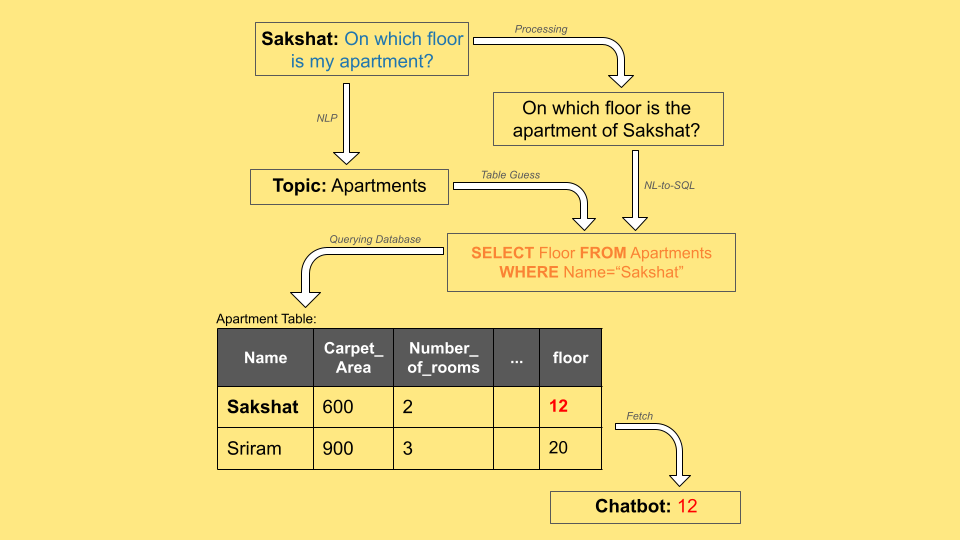 Sakshat: On which floor
is my apartment?
Processing
On which floor is the
apartment of Sakshat?
NLP
Topic: Apartments
Table Guess
NL-to-SQL
SELECT Floor FROM Apartments
WHERE Name=“Sakshat”
Querying Database
Apartment Table:
Name Carpet_ Number_ ... floor
Area of_rooms
Sakshat 600 2 12
Sriram 900 3 20
Fetch
Chatbot: 12